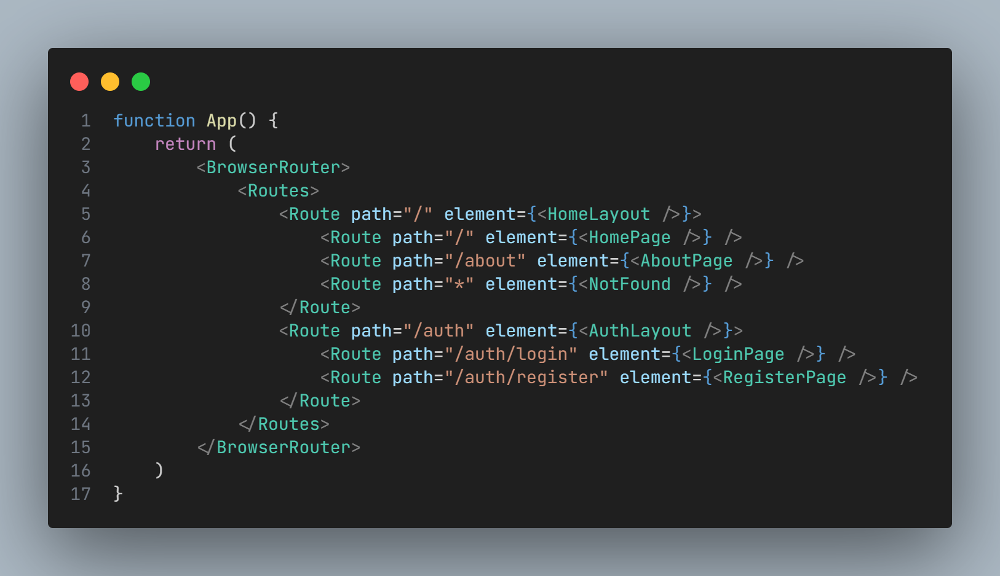 1 function App() {
2     return (
3         <BrowserRouter>
4             <Routes>
5                 <Route path="/" element={<HomeLayout />}>
6                     <Route path="/" element={<HomePage />} />
7                     <Route path="/about" element={<AboutPage />} />
8                     <Route path="*" element={<NotFound />} />
9                 </Route>
10                 <Route path="/auth" element={<AuthLayout />}>
11                     <Route path="/auth/login" element={<LoginPage />} />
12                     <Route path="/auth/register" element={<RegisterPage />} />
13                 </Route>
14             </Routes>
15         </BrowserRouter>
16     )
17 }